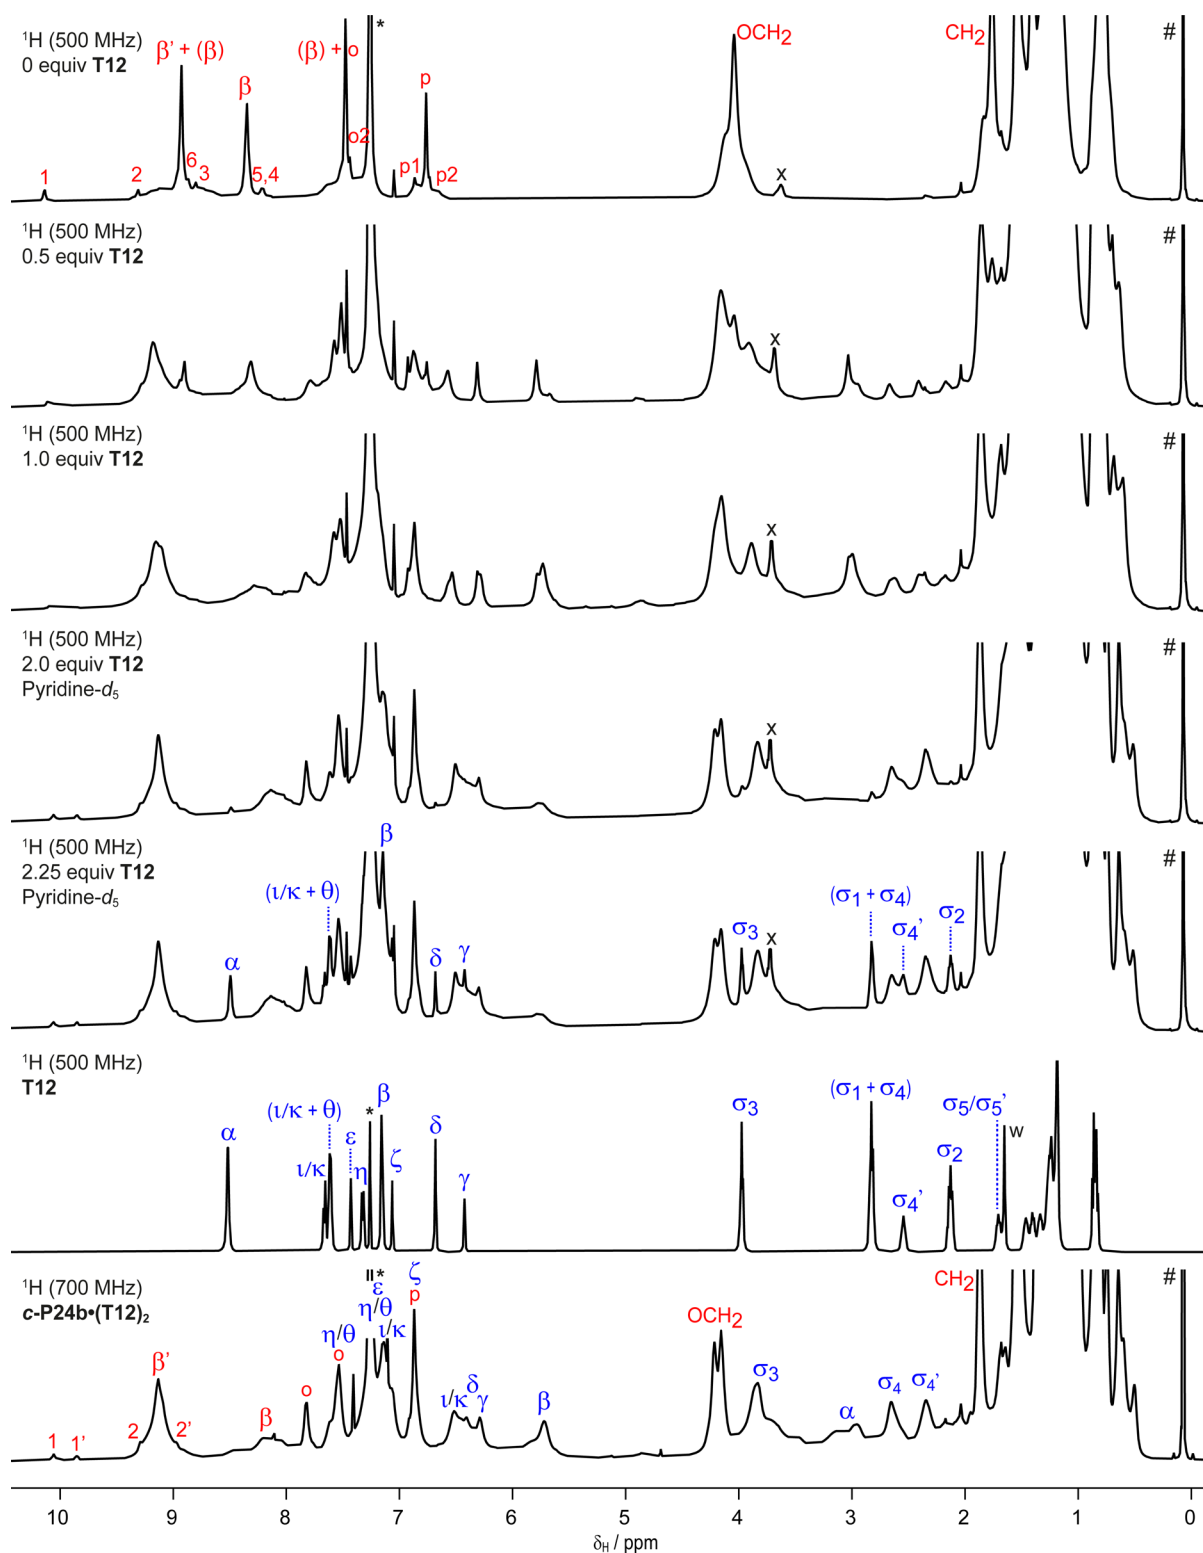 ¹H (500 MHz)
0 equiv T12
β' + (β)
(β) + o
*
OCH₂
CH₂
#
β
p
1
2
6
3
5,4
o2
p1
p2
x
¹H (500 MHz)
0.5 equiv T12
#
x
¹H (500 MHz)
1.0 equiv T12
#
x
¹H (500 MHz)
2.0 equiv T12
Pyridine-d₅
#
x
¹H (500 MHz)
2.25 equiv T12
Pyridine-d₅
β
#
(ι/κ + θ)
(σ₁ + σ₄)
σ₃
x
σ₄'
σ₂
α
δ
γ
¹H (500 MHz)
T12
(ι/κ + θ)
*
β
(σ₁ + σ₄)
σ₅/σ₅'
α
ι/κ
ε
η
ζ
δ
γ
σ₃
σ₄'
σ₂
w
¹H (700 MHz)
c-P24b•(T12)₂
*
ε
ζ
CH₂
#
η/θ
p
OCH₂
η/θ
ι/κ
β'
o
o
σ₃
σ₄
σ₄'
2
2'
1
1'
β
ι/κ
δ
γ
β
α
10 9 8 7 6 5 4 3 2 1 0
δH / ppm